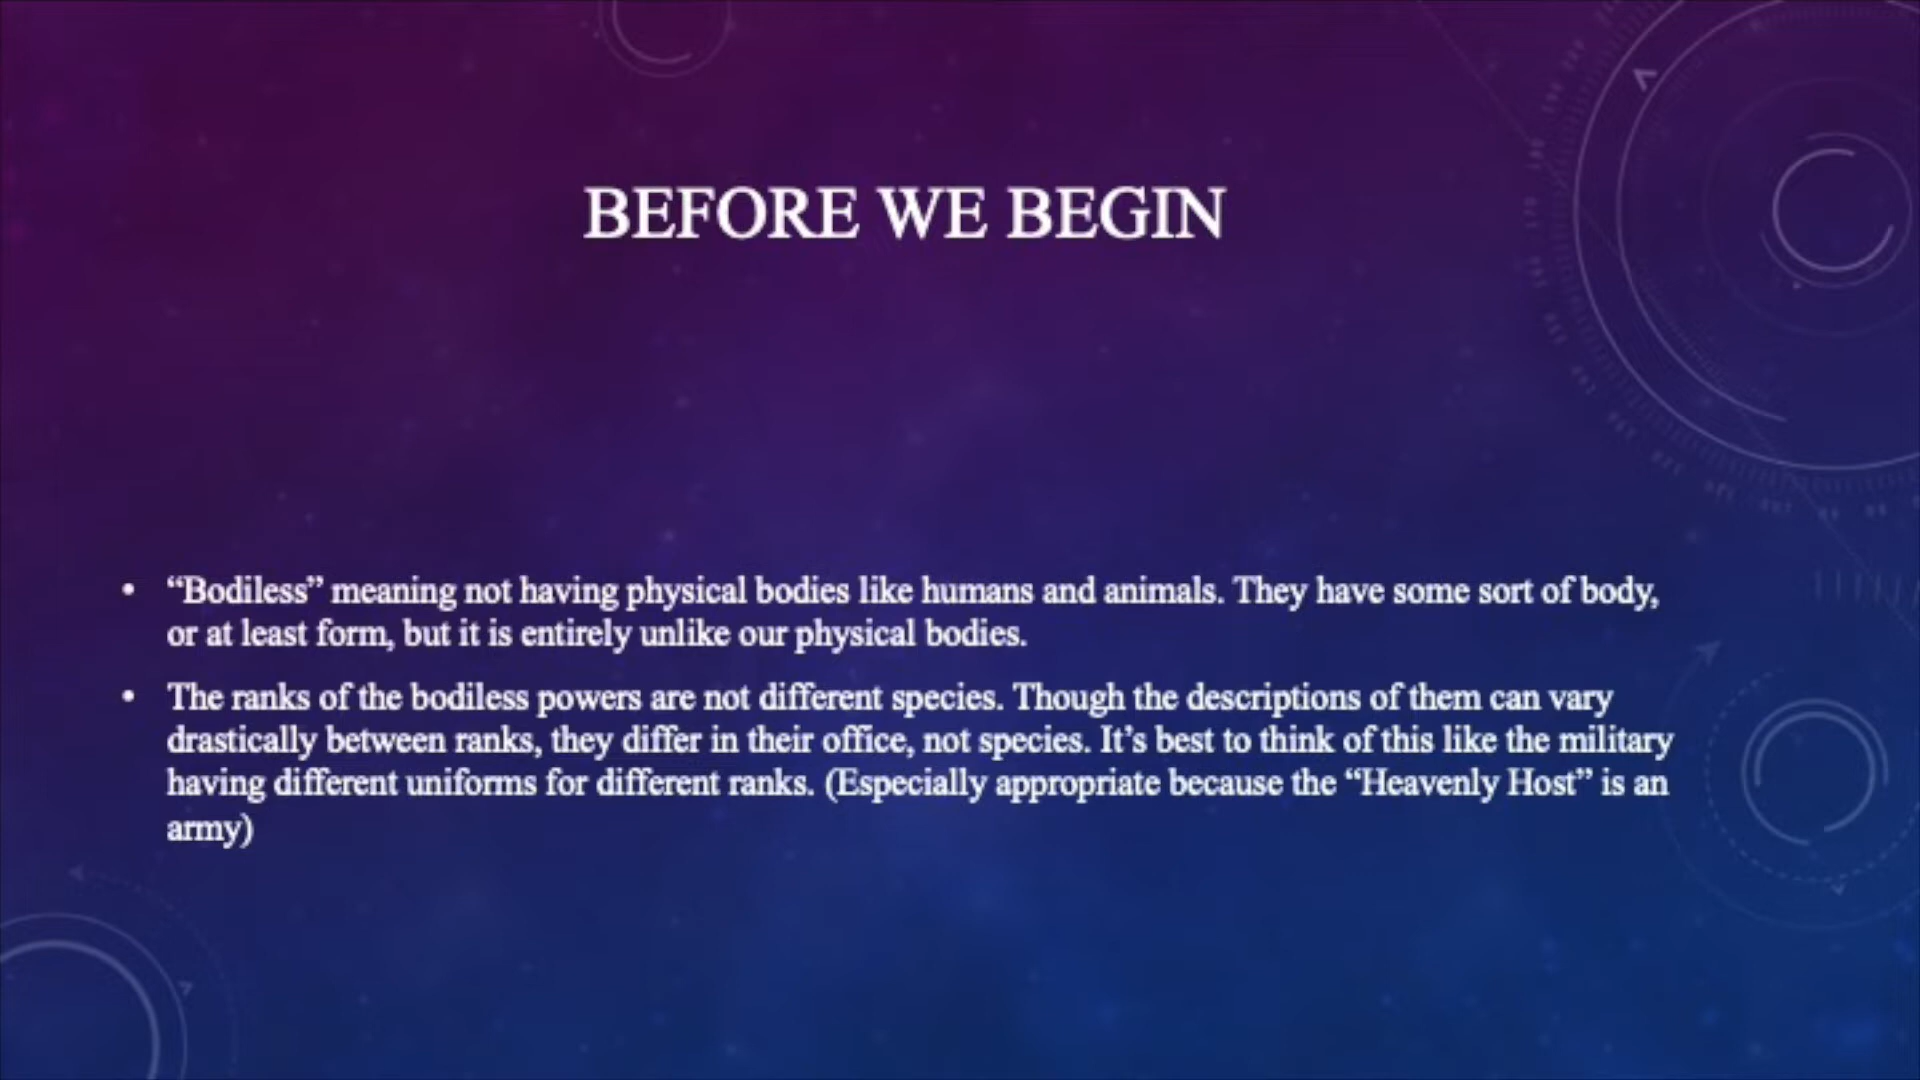 BEFORE WE BEGIN
• “Bodiless” meaning not having physical bodies like humans and animals. They have some sort of body,
or at least form, but it is entirely unlike our physical bodies.
• The ranks of the bodiless powers are not different species. Though the descriptions of them can vary
drastically between ranks, they differ in their office, not species. It’s best to think of this like the military
having different uniforms for different ranks. (Especially appropriate because the “Heavenly Host” is an
army)